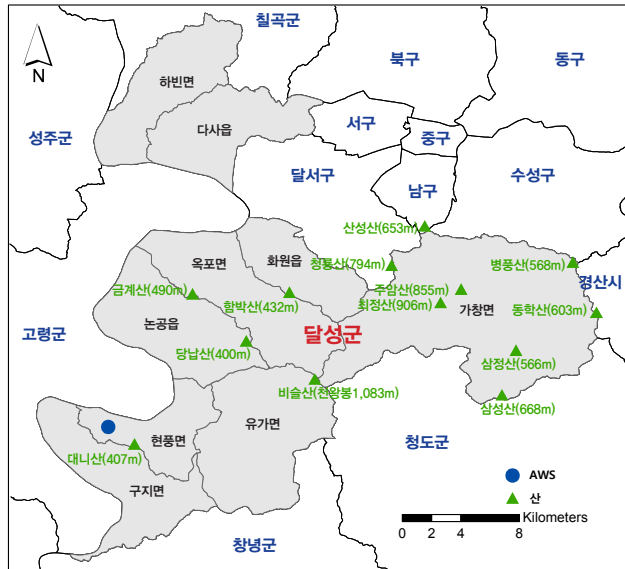 칠곡군
북구
동구
N
하빈면
서구
다사읍
중구
성주군
달서구
남구
수성구
산성산(653m)
화원읍
옥포면
청룡산(794m)
병풍산(568m)
경산시
금계산(490m)
주암산(855m)
함박산(432m)
최정산(906m)
가창면
동학산(603m)
고령군
논공읍
달성군
당납산(400m)
삼정산(566m)
비슬산(천왕봉1,083m)
삼성산(668m)
유가면
현풍면
청도군
대니산(407m)
AWS
구지면
산
Kilometers
0 2 4 8
창녕군